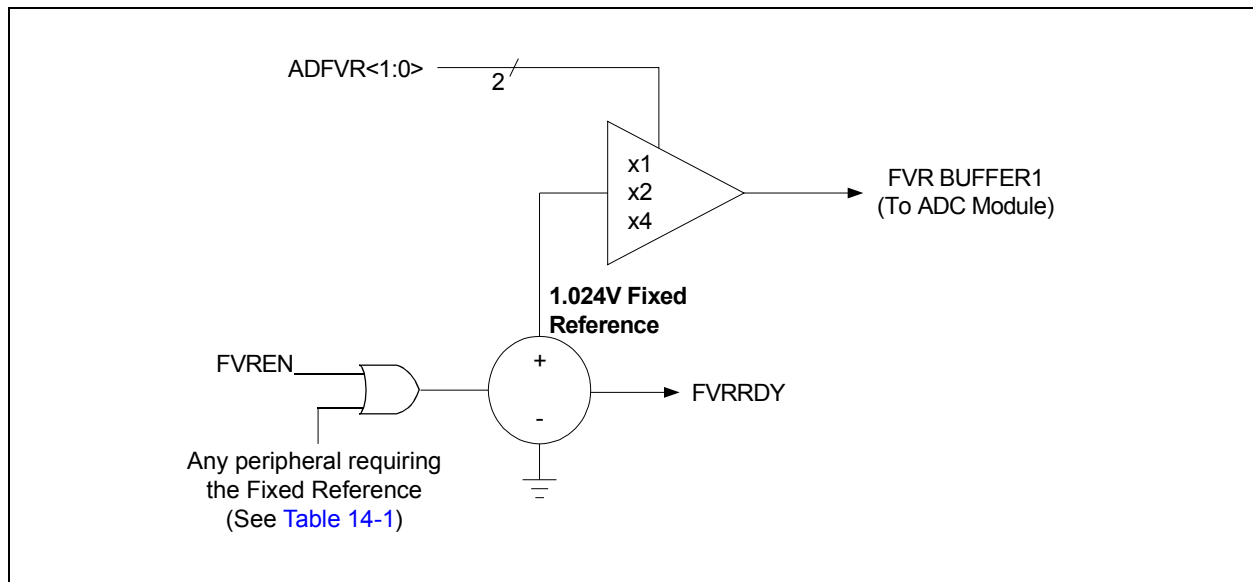 ADFVR<1:0>
2
x1
x2
x4
FVR BUFFER1
(To ADC Module)
1.024V Fixed
Reference
FVREN
+
-
FVRRDY
Any peripheral requiring
the Fixed Reference
(See Table 14-1)